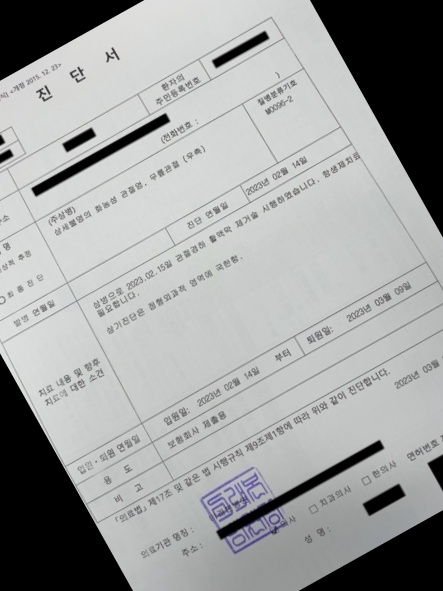 <개정 2015. 12. 23>
진 단 서
환자의
주민등록번호
(전화번호 : )
질병분류기호
M0096-2
(주상병)
상세불명의 화농성 관절염, 무릎관절 (우측)
최 종 진 단
발병 연월일
진단 연월일
2023년 02월 14일
치료 내용 및 향후
치료에 대한 소견
상병으로 2023.02.15일 관절경하 활액막 제거술 시행하였습니다. 항생제치료
필요합니다.
상기진단은 정형외과적 영역에 국한됨.
입원·퇴원 연월일
입원일: 2023년 02월 14일 부터
퇴원일: 2023년 03월 09일
용 도
보험회사 제출용
비 고
「의료법」 제17조 및 같은 법 시행규칙 제9조제1항에 따라 위와 같이 진단합니다.
2023년 03월
의료기관 명칭 :
주소 :
의사 □ 치과의사 □ 한의사 면허번호
성 명 :